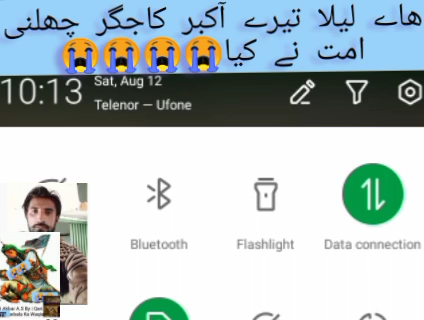 هاے لیلا تیرے آکبر کاجگر چھلنی
امت نے کیا😭😭😭😭
10:13
Sat, Aug 12
Telenor — Ufone
Bluetooth
Flashlight
Data connection